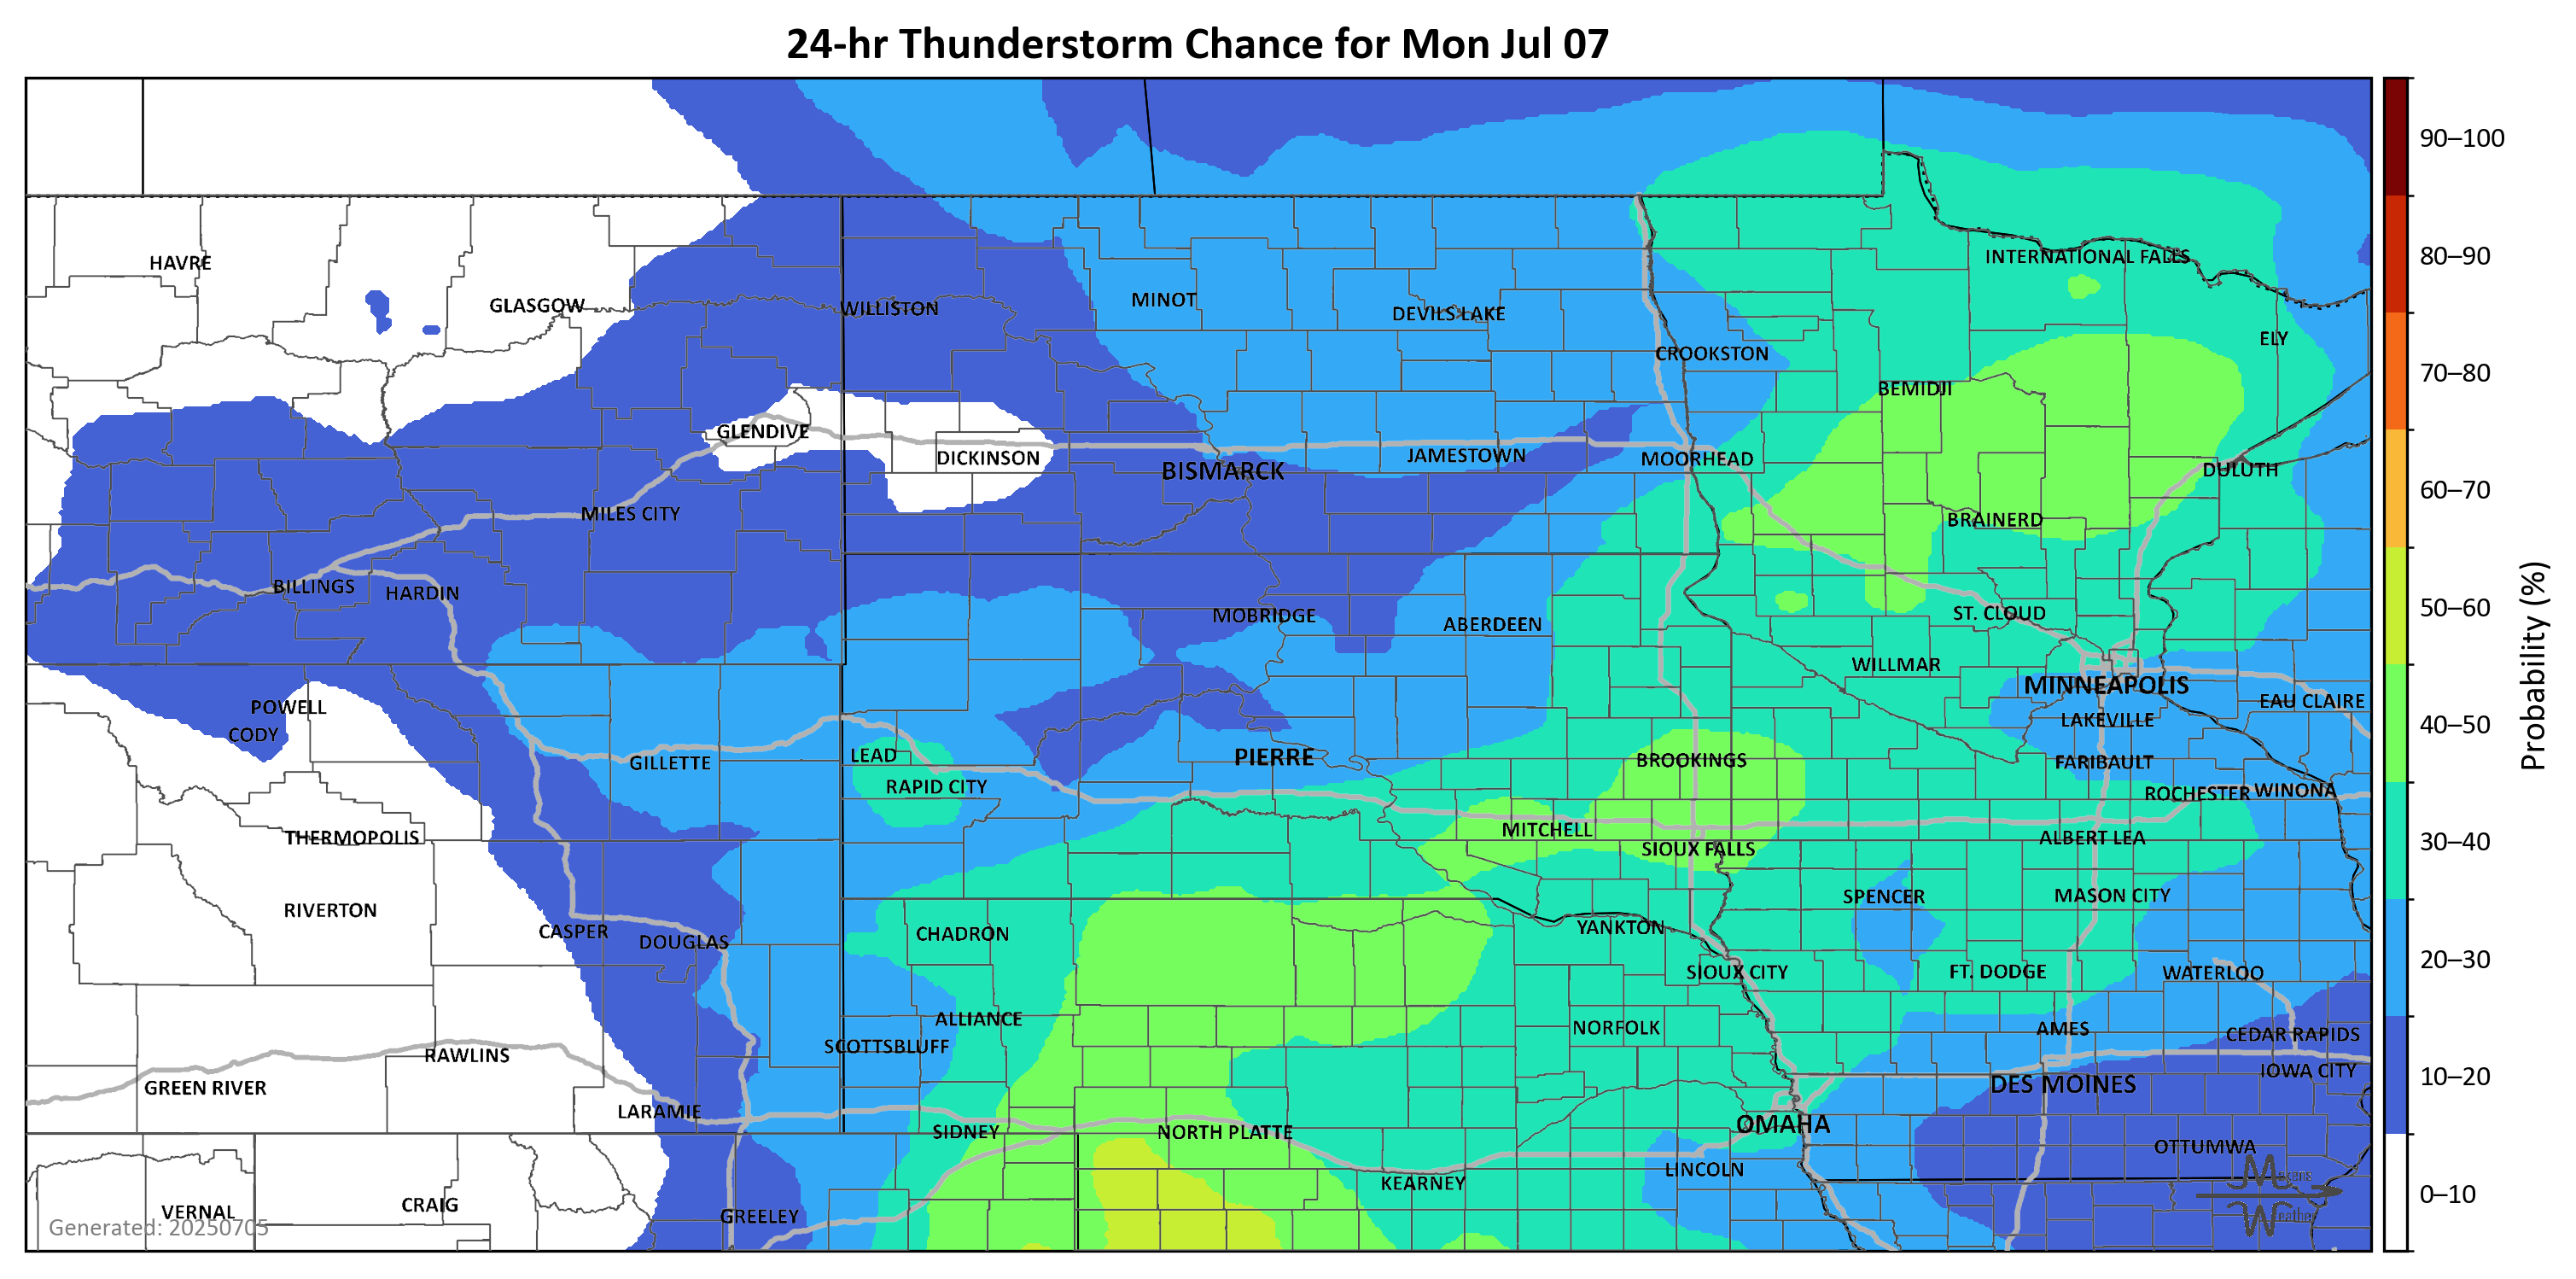 24-hr Thunderstorm Chance for Mon Jul 07
90–100
80–90
70–80
60–70
50–60
40–50
30–40
20–30
10–20
0–10
Probability (%)
HAVRE
INTERNATIONAL FALLS
GLASGOW
WILLISTON
MINOT
DEVILS LAKE
ELY
CROOKSTON
BEMIDJI
GLENDIVE
DICKINSON
BISMARCK
JAMESTOWN
MOORHEAD
DULUTH
MILES CITY
BRAINERD
BILLINGS
HARDIN
MOBRIDGE
ABERDEEN
ST. CLOUD
WILLMAR
MINNEAPOLIS
POWELL
EAU CLAIRE
CODY
LAKEVILLE
GILLETTE
LEAD
PIERRE
BROOKINGS
FARIBAULT
RAPID CITY
ROCHESTER
WINONA
THERMOPOLIS
MITCHELL
SIOUX FALLS
ALBERT LEA
RIVERTON
SPENCER
MASON CITY
CASPER
DOUGLAS
CHADRON
YANKTON
SIOUX CITY
FT. DODGE
WATERLOO
ALLIANCE
NORFOLK
AMES
CEDAR RAPIDS
SCOTTSBLUFF
RAWLINS
IOWA CITY
GREEN RIVER
DES MOINES
LARAMIE
SIDNEY
NORTH PLATTE
OMAHA
OTTUMWA
LINCOLN
KEARNEY
VERNAL
CRAIG
GREELEY
Generated: 20250705
Makens
Weather